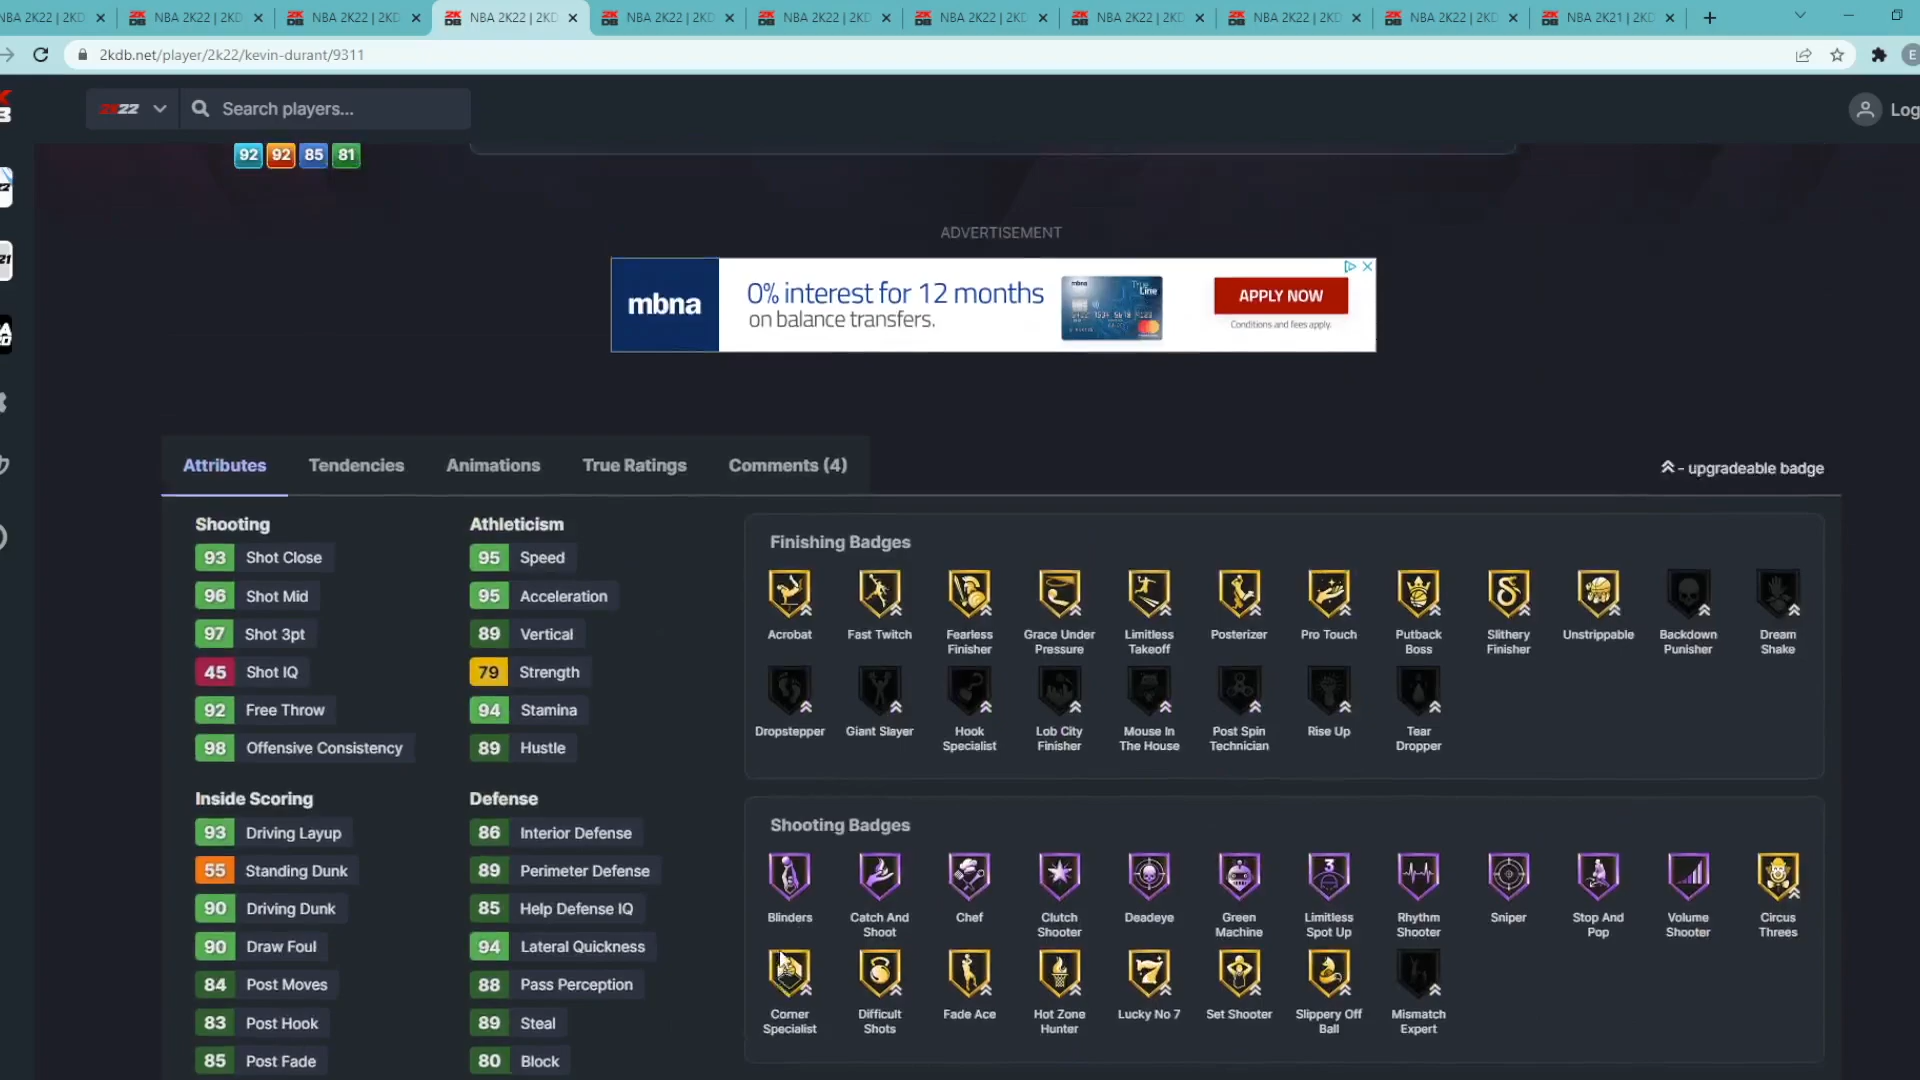 NBA 2K22 | 2KD NBA 2K22 | 2KD NBA 2K22 | 2KD NBA 2K22 | 2KD NBA 2K22 | 2KD NBA 2K22 | 2KD NBA 2K22 | 2KD NBA 2K22 | 2KD NBA 2K22 | 2KD NBA 2K22 | 2KD NBA 2K21 | 2KD
2kdb.net/player/2k22/kevin-durant/9311 E
2K22 Search players... Log
92 92 85 81
ADVERTISEMENT
mbna
0% interest for 12 months
on balance transfers.
APPLY NOW
Conditions and fees apply.
Attributes Tendencies Animations True Ratings Comments (4)
- upgradeable badge
Shooting
93 Shot Close
96 Shot Mid
97 Shot 3pt
45 Shot IQ
92 Free Throw
98 Offensive Consistency
Athleticism
95 Speed
95 Acceleration
89 Vertical
79 Strength
94 Stamina
89 Hustle
Inside Scoring
93 Driving Layup
55 Standing Dunk
90 Driving Dunk
90 Draw Foul
84 Post Moves
83 Post Hook
85 Post Fade
Defense
86 Interior Defense
89 Perimeter Defense
85 Help Defense IQ
94 Lateral Quickness
88 Pass Perception
89 Steal
80 Block
Finishing Badges
Acrobat
Fast Twitch
Fearless Finisher
Grace Under Pressure
Limitless Takeoff
Posterizer
Pro Touch
Putback Boss
Slithery Finisher
Unstrippable
Backdown Punisher
Dream Shake
Dropstepper
Giant Slayer
Hook Specialist
Lob City Finisher
Mouse In The House
Post Spin Technician
Rise Up
Tear Dropper
Shooting Badges
Blinders
Catch And Shoot
Chef
Clutch Shooter
Deadeye
Green Machine
Limitless Spot Up
Rhythm Shooter
Sniper
Stop And Pop
Volume Shooter
Circus Threes
Corner Specialist
Difficult Shots
Fade Ace
Hot Zone Hunter
Lucky No 7
Set Shooter
Slippery Off Ball
Mismatch Expert